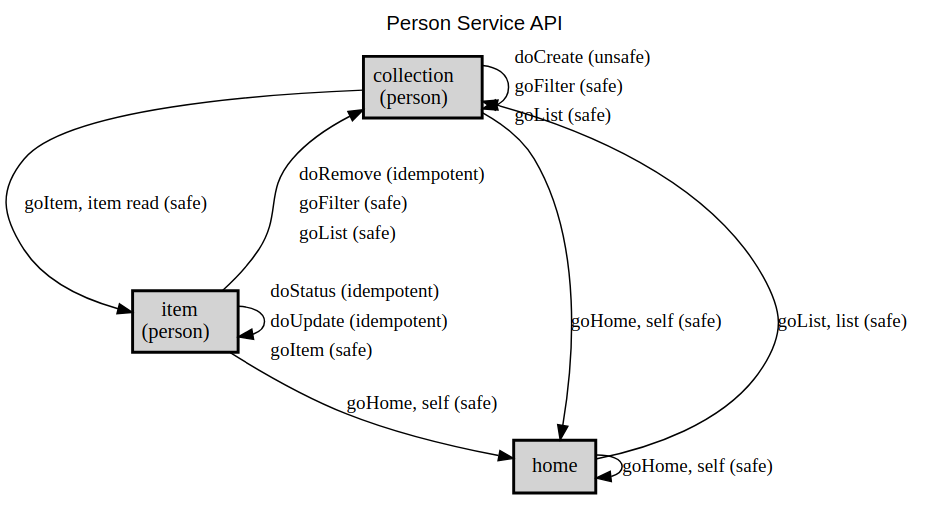 Person Service API
collection
(person)
doCreate (unsafe)
goFilter (safe)
goList (safe)
doRemove (idempotent)
goFilter (safe)
goList (safe)
goItem, item read (safe)
item
(person)
doStatus (idempotent)
doUpdate (idempotent)
goItem (safe)
goHome, self (safe)
goList, list (safe)
goHome, self (safe)
home
goHome, self (safe)